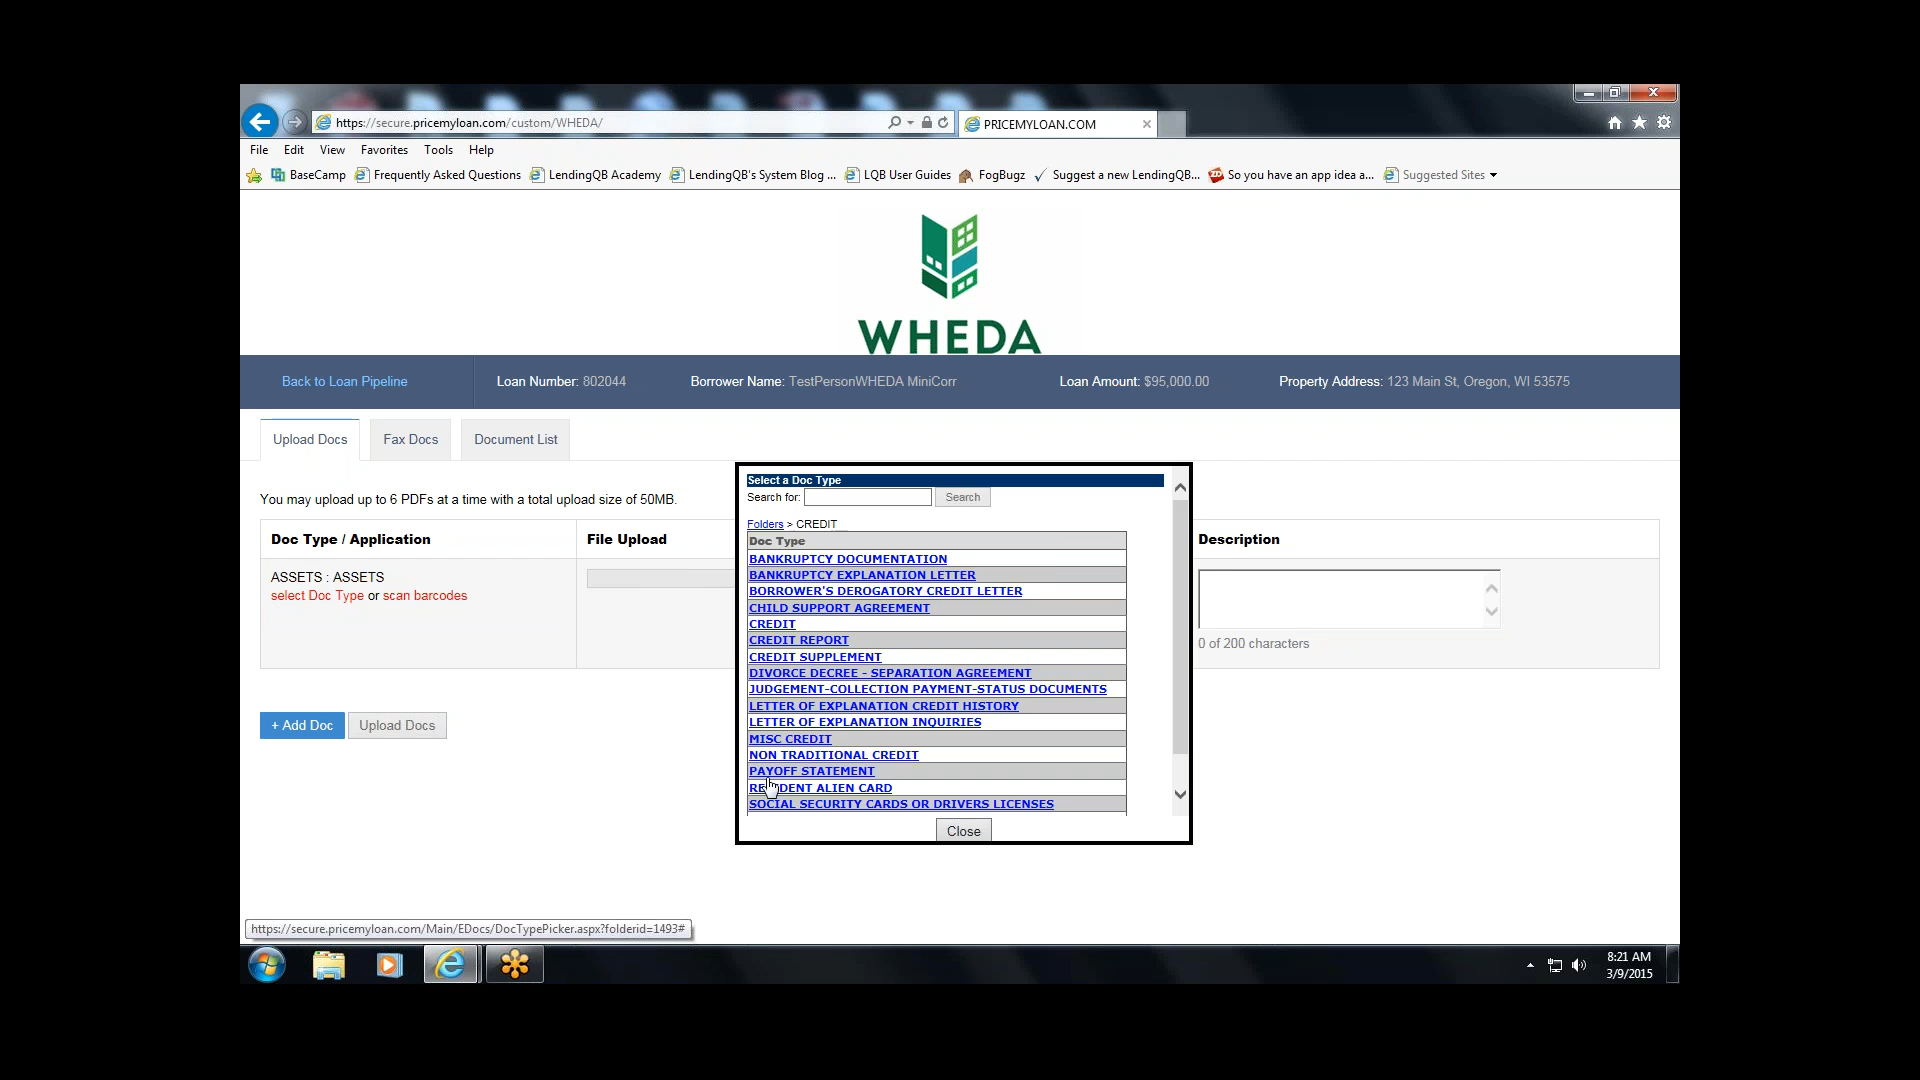 https://secure.pricemyloan.com/custom/WHEDA/
PRICEMYLOAN.COM
File Edit View Favorites Tools Help
BaseCamp Frequently Asked Questions LendingQB Academy LendingQB's System Blog ... LQB User Guides FogBugz Suggest a new LendingQB... So you have an app idea a... Suggested Sites
WHEDA
Back to Loan Pipeline Loan Number: 802044 Borrower Name: TestPersonWHEDA MiniCorr Loan Amount: $95,000.00 Property Address: 123 Main St, Oregon, WI 53575
Upload Docs Fax Docs Document List
You may upload up to 6 PDFs at a time with a total upload size of 50MB.
Doc Type / Application File Upload Description
ASSETS : ASSETS
select Doc Type or scan barcodes
0 of 200 characters
+ Add Doc Upload Docs
Select a Doc Type
Search for: Search
Folders > CREDIT
Doc Type
BANKRUPTCY DOCUMENTATION
BANKRUPTCY EXPLANATION LETTER
BORROWER'S DEROGATORY CREDIT LETTER
CHILD SUPPORT AGREEMENT
CREDIT
CREDIT REPORT
CREDIT SUPPLEMENT
DIVORCE DECREE - SEPARATION AGREEMENT
JUDGEMENT-COLLECTION PAYMENT-STATUS DOCUMENTS
LETTER OF EXPLANATION CREDIT HISTORY
LETTER OF EXPLANATION INQUIRIES
MISC CREDIT
NON TRADITIONAL CREDIT
PAYOFF STATEMENT
RESIDENT ALIEN CARD
SOCIAL SECURITY CARDS OR DRIVERS LICENSES
Close
https://secure.pricemyloan.com/Main/EDocs/DocTypePicker.aspx?folderid=1493#
8:21 AM
3/9/2015